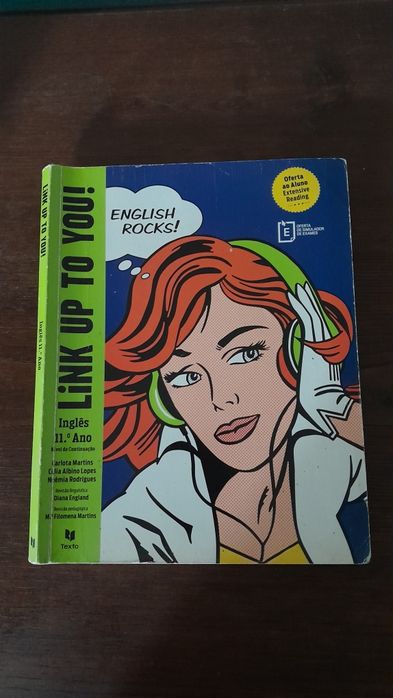 LiNK UP TO YOU!
Inglês 11.º Ano
LiNK UP TO YOU!
Inglês
11.º Ano
Nível de Continuação
Carlota Martins
Célia Albino Lopes
Noémia Rodrigues
Revisão linguística
Diana England
Revisão pedagógica
M.ª Filomena Martins
Texto
ENGLISH
ROCKS!
Oferta
ao Aluno
Extensive
Reading
E
OFERTA
DE SIMULADOR
DE EXAMES